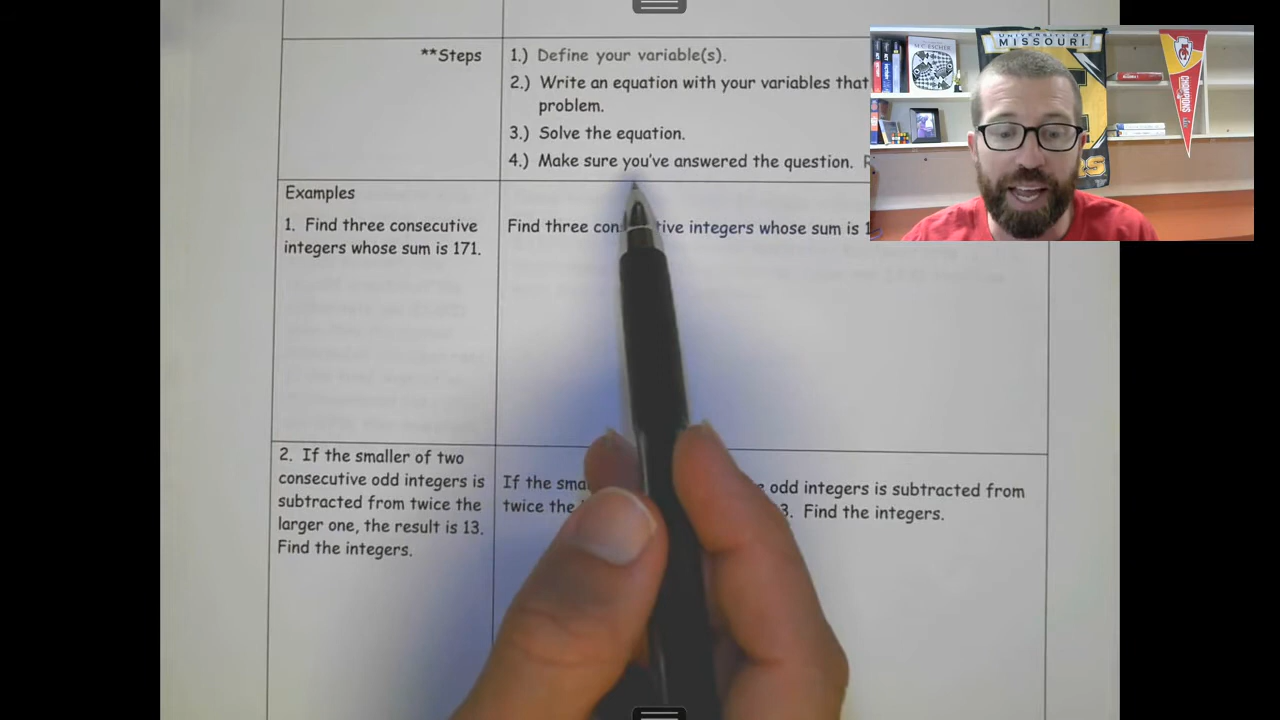 **Steps
1.) Define your variable(s).
2.) Write an equation with your variables that
problem.
3.) Solve the equation.
4.) Make sure you've answered the question.
UNIVERSITY OF
MISSOURI
M.C. ESCHER
CHAMPIONS
Examples
1. Find three consecutive
integers whose sum is 171.
Find three integers whose sum is
2. If the smaller of two
consecutive odd integers is
subtracted from twice the
larger one, the result is 13.
Find the integers.
If the odd integers is subtracted from
twice the 3. Find the integers.